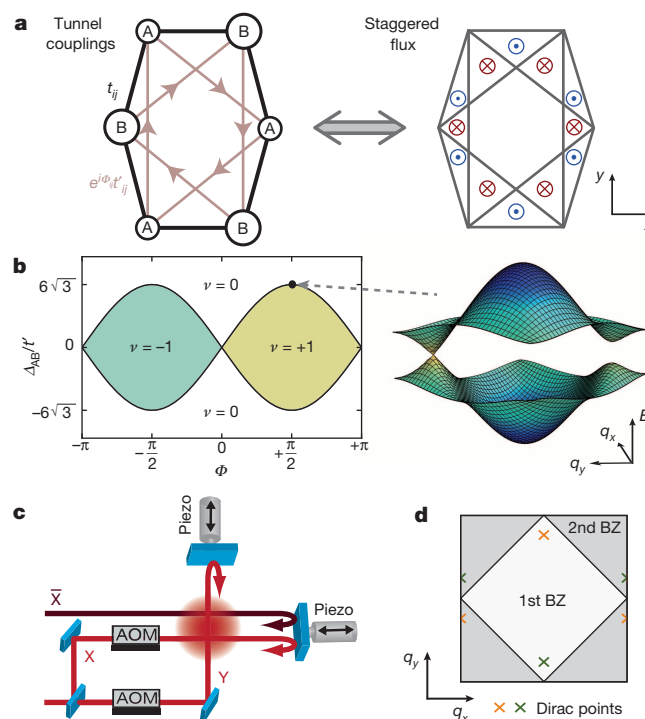 a
Tunnel
couplings
Staggered
flux
A
B
t_ij
B
A
e^{iΦ_ij}t'_ij
A
B
y
b
6√3
0
−6√3
Δ_AB/t′
ν = 0
ν = −1
ν = +1
ν = 0
−π
−π/2
0
+π/2
+π
Φ
E
q_x
q_y
c
Piezo
X̅
Piezo
AOM
X
Y
AOM
d
2nd BZ
1st BZ
q_y
q_x
Dirac points